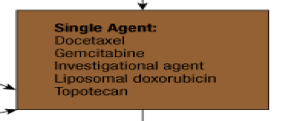 Single Agent:
Docetaxel
Gemcitabine
Investigational agent
Liposomal doxorubicin
Topotecan